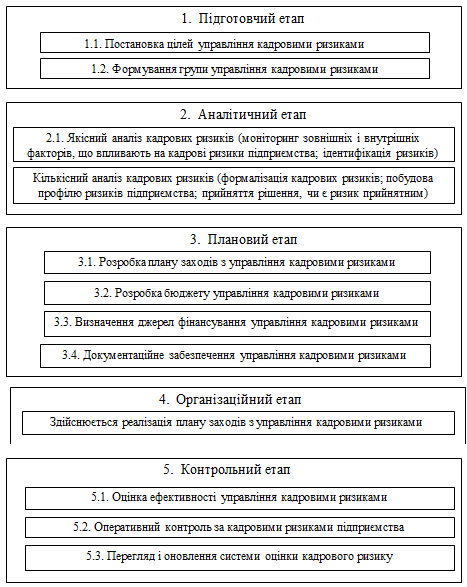 1. Підготовчий етап
1.1. Постановка цілей управління кадровими ризиками
1.2. Формування групи управління кадровими ризиками
2. Аналітичний етап
2.1. Якісний аналіз кадрових ризиків (моніторинг зовнішніх і внутрішніх
факторів, що впливають на кадрові ризики підприємства; ідентифікація ризиків)
Кількісний аналіз кадрових ризиків (формалізація кадрових ризиків; побудова
профілю ризиків підприємства; прийняття рішення, чи є ризик прийнятним)
3. Плановий етап
3.1. Розробка плану заходів з управління кадровими ризиками
3.2. Розробка бюджету управління кадровими ризиками
3.3. Визначення джерел фінансування управління кадровими ризиками
3.4. Документаційне забезпечення управління кадровими ризиками
4. Організаційний етап
Здійснюється реалізація плану заходів з управління кадровими ризиками
5. Контрольний етап
5.1. Оцінка ефективності управління кадровими ризиками
5.2. Оперативний контроль за кадровими ризиками підприємства
5.3. Перегляд і оновлення системи оцінки кадрового ризику